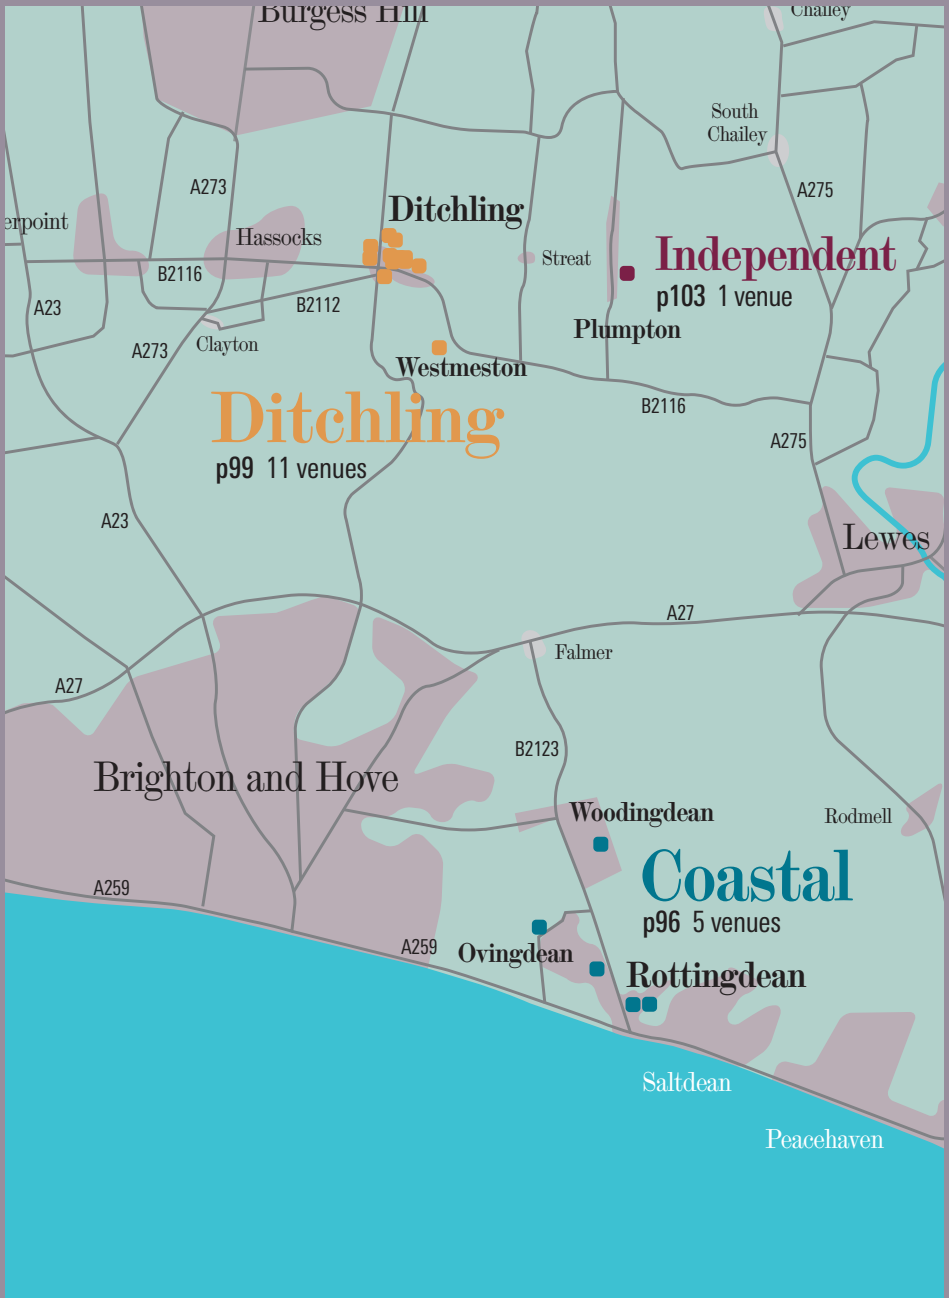 Burgess Hill
Chailey
South
Chailey
A273
A275
Ditchling
erpoint
Hassocks
Independent
Streat
B2116
p103 1 venue
A23
B2112
Plumpton
A273
Clayton
Westmeston
Ditchling
B2116
A275
p99 11 venues
A23
Lewes
A27
Falmer
A27
B2123
Brighton and Hove
Woodingdean
Rodmell
Coastal
A259
p96 5 venues
A259
Ovingdean
Rottingdean
Saltdean
Peacehaven